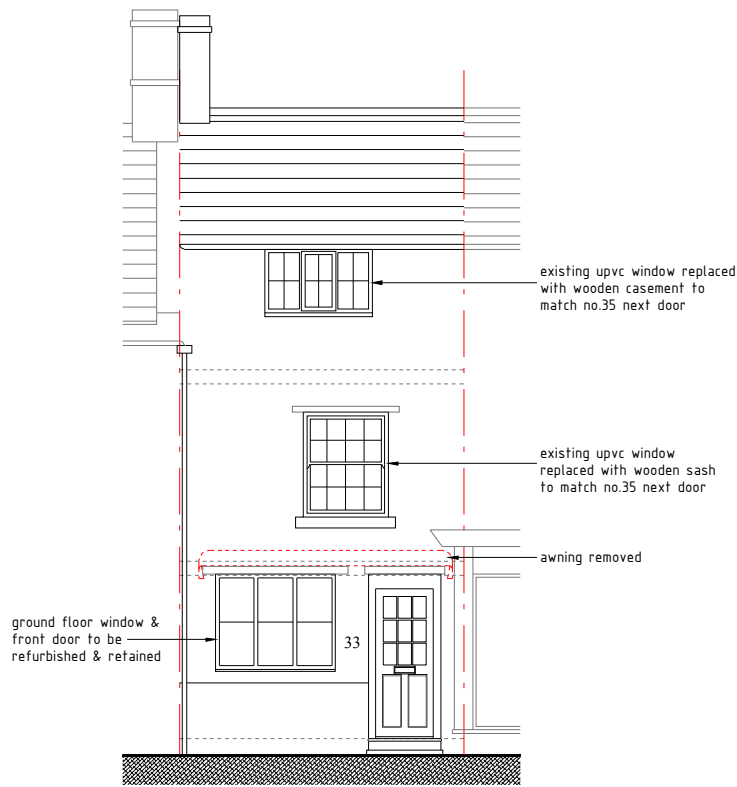 existing upvc window replaced
with wooden casement to
match no.35 next door
existing upvc window
replaced with wooden sash
to match no.35 next door
awning removed
ground floor window &
front door to be
refurbished & retained
33